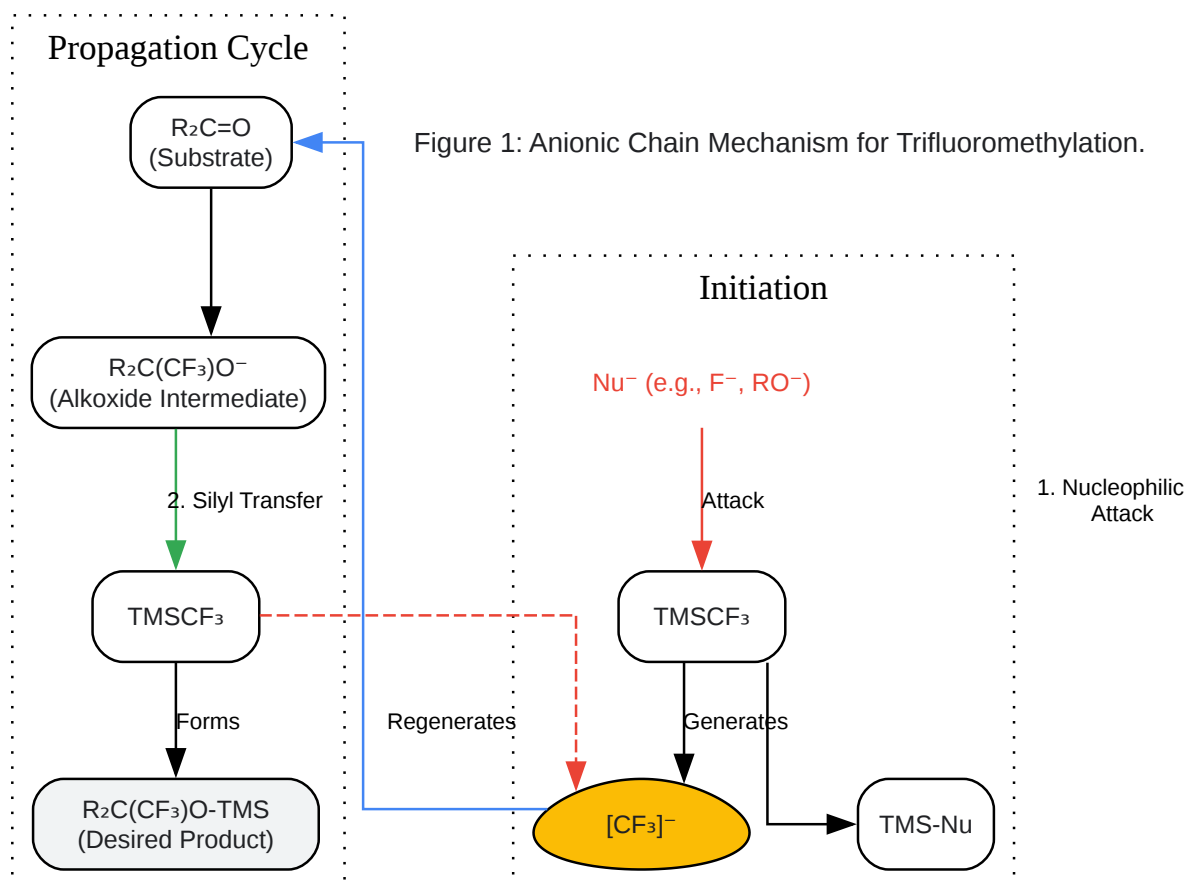 Propagation Cycle
R₂C=O
(Substrate)
Figure 1: Anionic Chain Mechanism for Trifluoromethylation.
Initiation
R₂C(CF₃)O⁻
(Alkoxide Intermediate)
Nu⁻ (e.g., F⁻, RO⁻)
2. Silyl Transfer
Attack
1. Nucleophilic
Attack
TMSCF₃
TMSCF₃
Forms
Regenerates
Generates
R₂C(CF₃)O-TMS
(Desired Product)
[CF₃]⁻
TMS-Nu